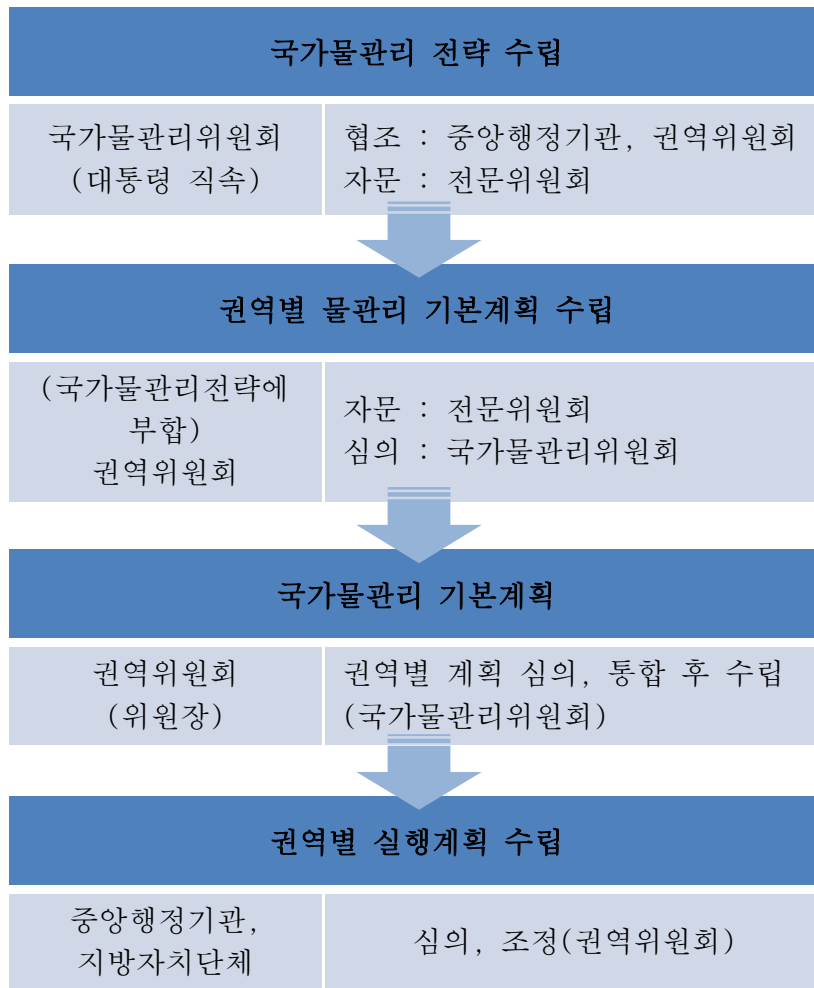 국가물관리 전략 수립
국가물관리위원회
(대통령 직속)
협조 : 중앙행정기관, 권역위원회
자문 : 전문위원회
권역별 물관리 기본계획 수립
(국가물관리전략에
부합)
권역위원회
자문 : 전문위원회
심의 : 국가물관리위원회
국가물관리 기본계획
권역위원회
(위원장)
권역별 계획 심의, 통합 후 수립
(국가물관리위원회)
권역별 실행계획 수립
중앙행정기관,
지방자치단체
심의, 조정(권역위원회)